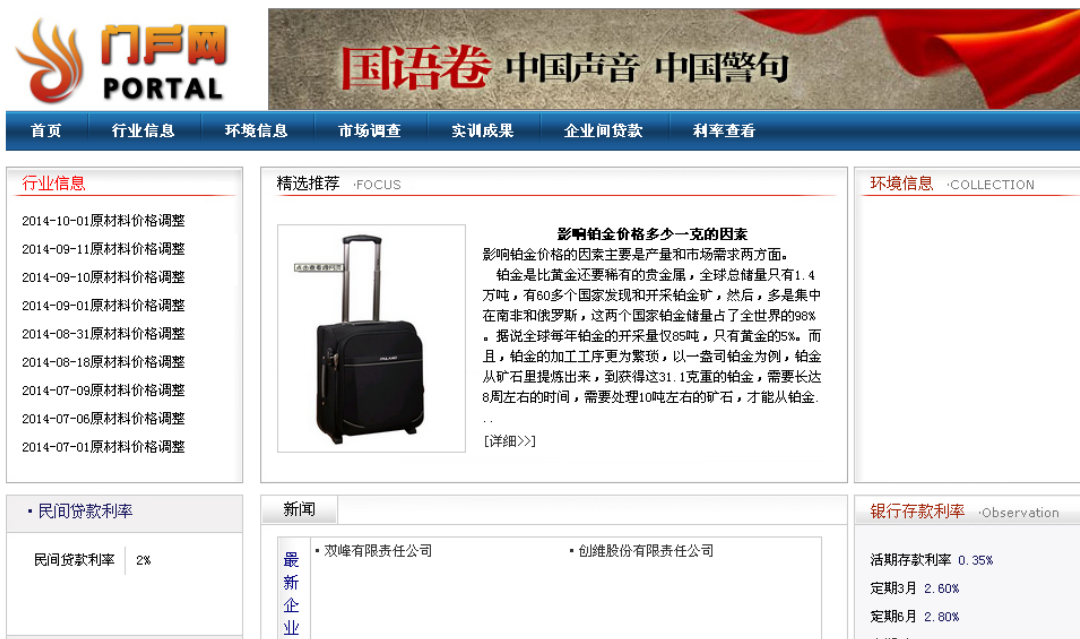 门户网
PORTAL
国语卷 中国声音 中国警句
首页 行业信息 环境信息 市场调查 实训成果 企业间贷款 利率查看
行业信息
2014-10-01原材料价格调整
2014-09-11原材料价格调整
2014-09-10原材料价格调整
2014-09-01原材料价格调整
2014-08-31原材料价格调整
2014-08-18原材料价格调整
2014-07-09原材料价格调整
2014-07-06原材料价格调整
2014-07-01原材料价格调整
精选推荐 ·FOCUS
影响铂金价格多少一克的因素
影响铂金价格的因素主要是产量和市场需求两方面。
铂金是比黄金还要稀有的贵金属，全球总储量只有1.4
万吨，有60多个国家发现和开采铂金矿，然后，多是集中
在南非和俄罗斯，这两个国家铂金储量占了全世界的98%
。据说全球每年铂金的开采量仅85吨，只有黄金的5%。而
且，铂金的加工工序更为繁琐，以一盎司铂金为例，铂金
从矿石里提炼出来，到获得这31.1克重的铂金，需要长达
8周左右的时间，需要处理10吨左右的矿石，才能从铂金.
..
[详细>>]
环境信息 ·COLLECTION
·民间贷款利率
民间贷款利率 2%
新闻
最
新
企
业
▪双峰有限责任公司 ▪创維股份有限责任公司
银行存款利率 ·Observation
活期存款利率 0.35%
定期3月 2.60%
定期6月 2.80%